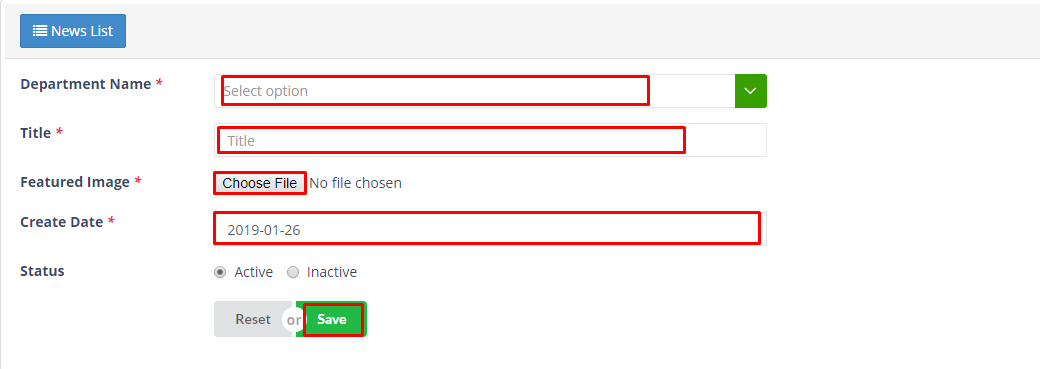 News List
Department Name * Select option
Title * Title
Featured Image * Choose File No file chosen
Create Date * 2019-01-26
Status Active Inactive
Reset or Save